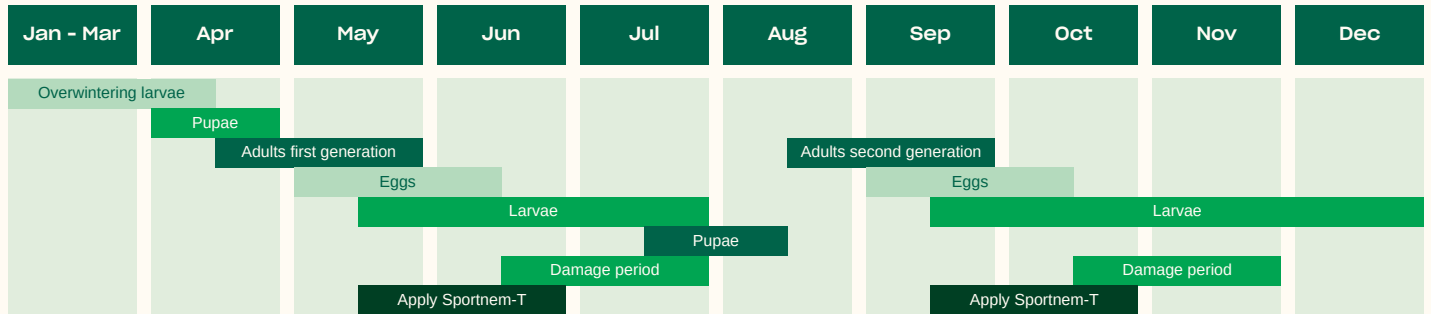 Jan - Mar
Apr
May
Jun
Jul
Aug
Sep
Oct
Nov
Dec
Overwintering larvae
Pupae
Adults first generation
Adults second generation
Eggs
Eggs
Larvae
Larvae
Pupae
Damage period
Damage period
Apply Sportnem-T
Apply Sportnem-T